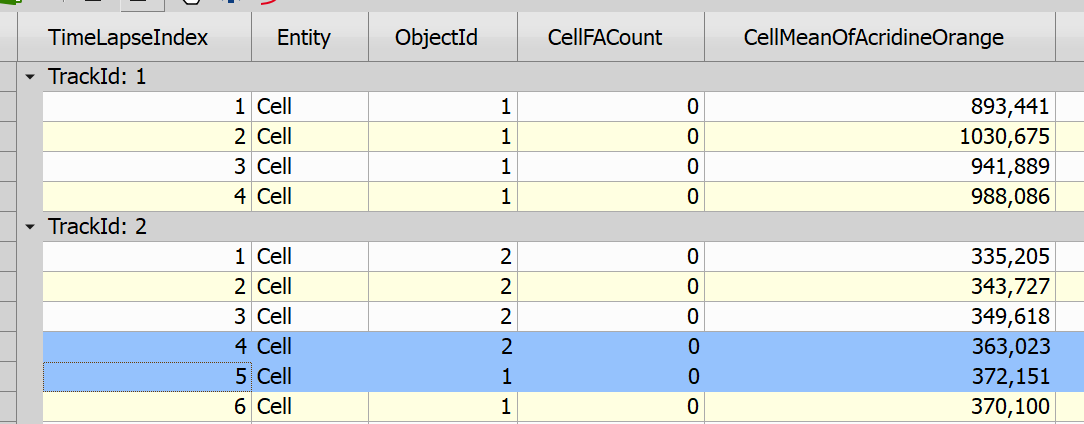 TimeLapseIndex Entity ObjectId CellFACount CellMeanOfAcridineOrange
TrackId: 1
1 Cell 1 0 893,441
2 Cell 1 0 1030,675
3 Cell 1 0 941,889
4 Cell 1 0 988,086
TrackId: 2
1 Cell 2 0 335,205
2 Cell 2 0 343,727
3 Cell 2 0 349,618
4 Cell 2 0 363,023
5 Cell 1 0 372,151
6 Cell 1 0 370,100